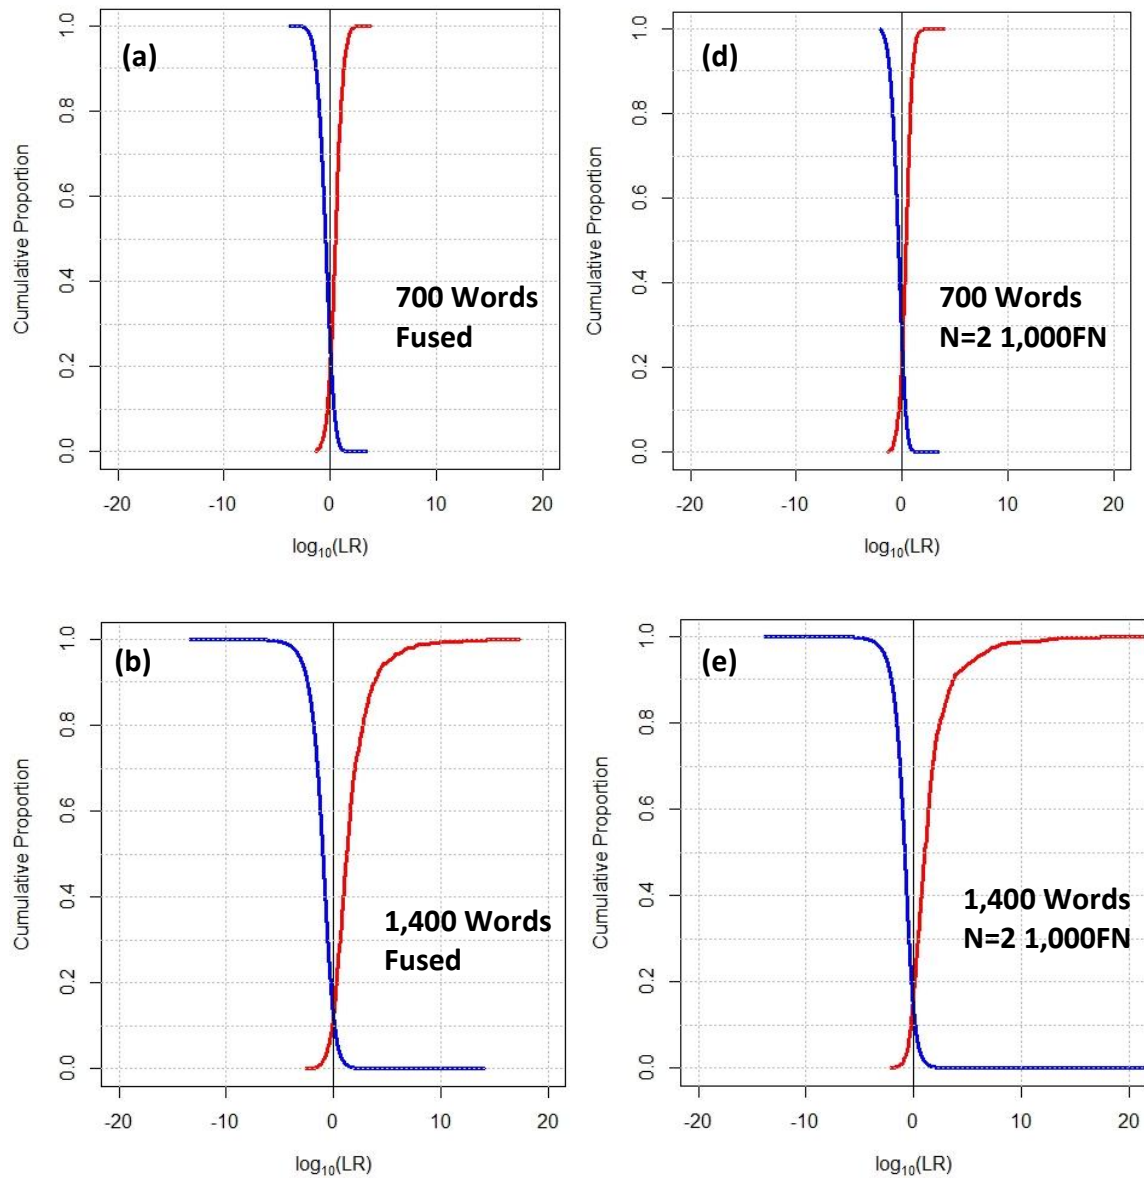 (a)
1.0
0.8
0.6
0.4
0.2
0.0
Cumulative Proportion
700 Words
Fused
-20 -10 0 10 20
log10(LR)
(d)
1.0
0.8
0.6
0.4
0.2
0.0
Cumulative Proportion
700 Words
N=2 1,000FN
-20 -10 0 10 20
log10(LR)
(b)
1.0
0.8
0.6
0.4
0.2
0.0
Cumulative Proportion
1,400 Words
Fused
-20 -10 0 10 20
log10(LR)
(e)
1.0
0.8
0.6
0.4
0.2
0.0
Cumulative Proportion
1,400 Words
N=2 1,000FN
-20 -10 0 10 20
log10(LR)